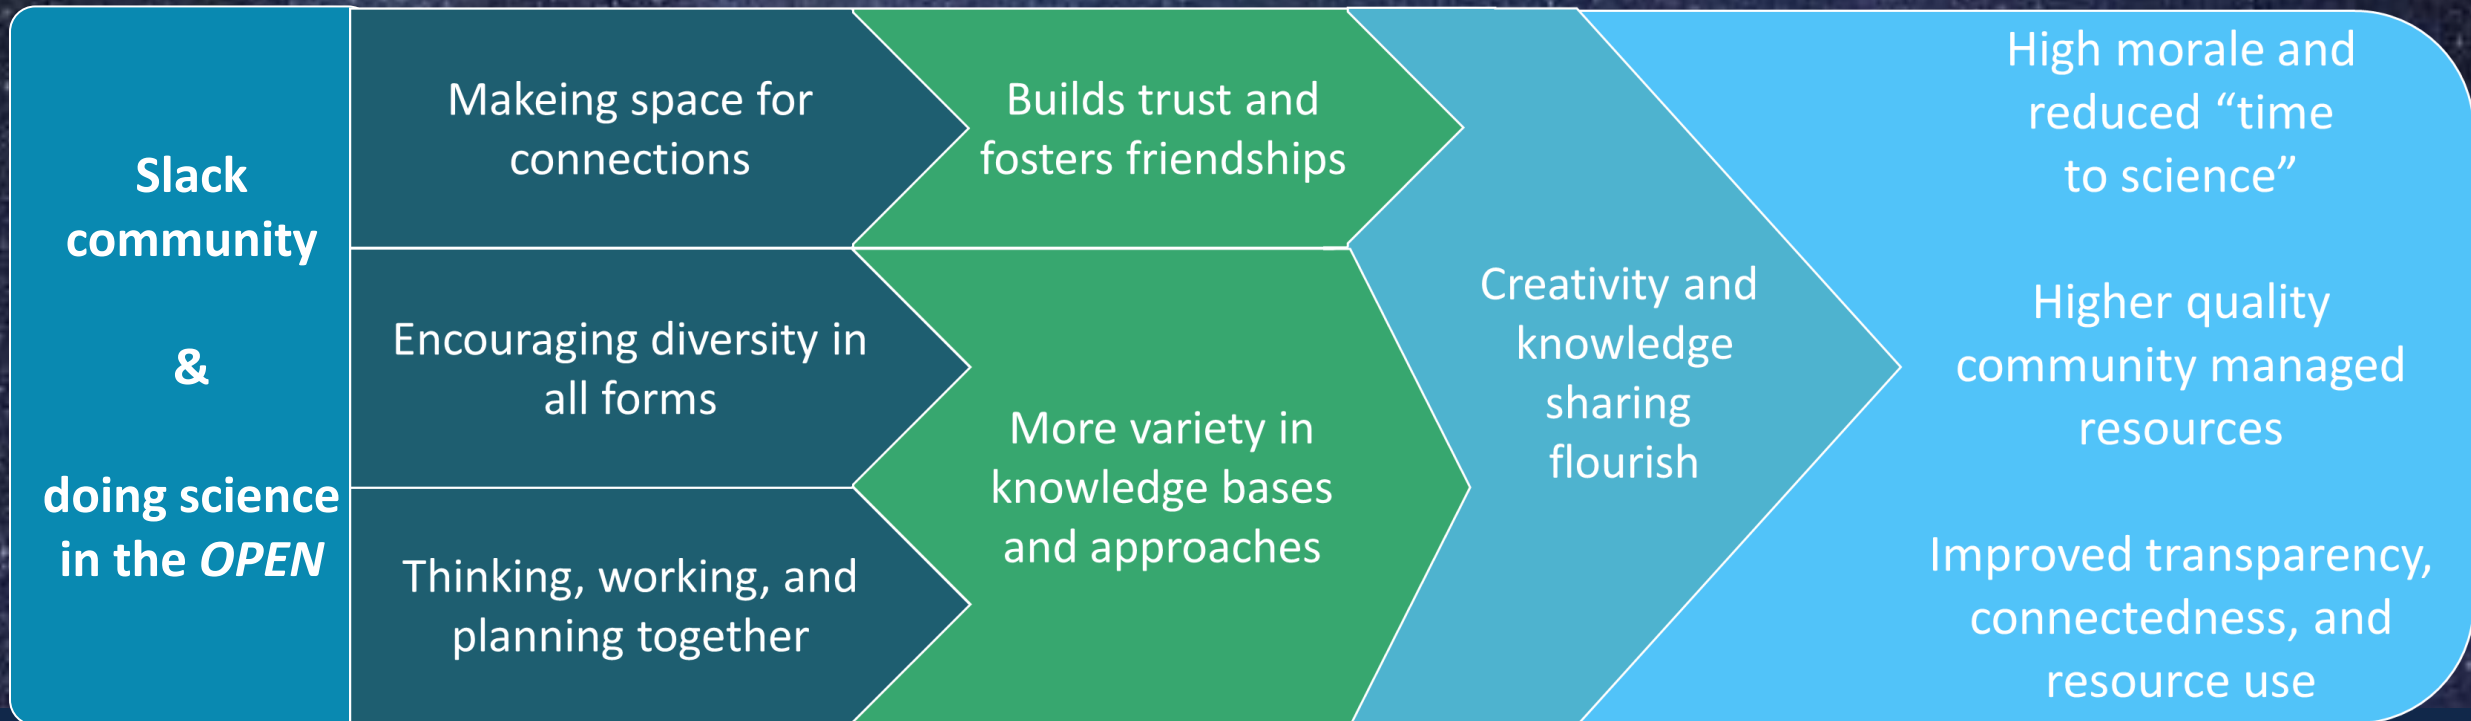 Slack
community
&
doing science
in the OPEN
Makeing space for
connections
Encouraging diversity in
all forms
Thinking, working, and
planning together
Builds trust and
fosters friendships
More variety in
knowledge bases
and approaches
Creativity and
knowledge
sharing
flourish
High morale and
reduced “time
to science”
Higher quality
community managed
resources
Improved transparency,
connectedness, and
resource use